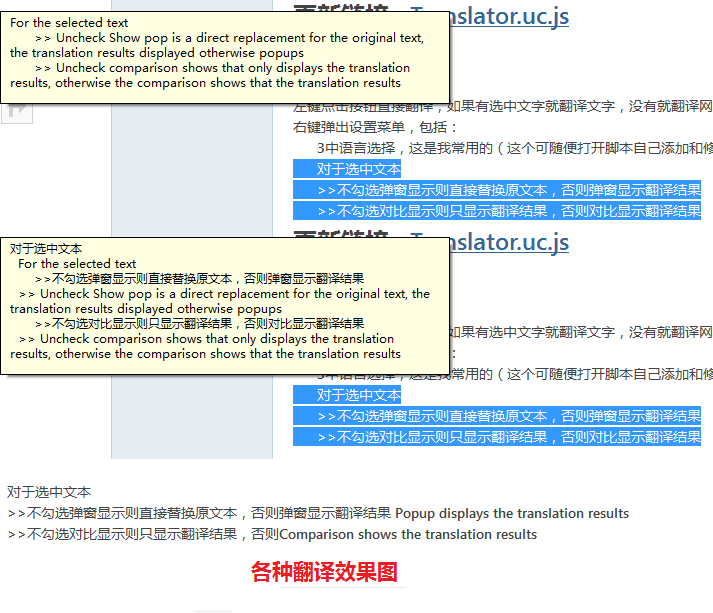 For the selected text
>> Uncheck Show pop is a direct replacement for the original text,
the translation results displayed otherwise popups
>> Uncheck comparison shows that only displays the translation
results, otherwise the comparison shows that the translation results
Translator.uc.js
左键点击按钮直接翻译，如果有选中文字就翻译文字，没有就翻译网
右键弹出设置菜单，包括：
3中语言选择，这是我常用的（这个可随便打开脚本自己添加和修
对于选中文本
>>不勾选弹窗显示则直接替换原文本，否则弹窗显示翻译结果
>>不勾选对比显示则只显示翻译结果，否则对比显示翻译结果
更新链接 Translator.uc.js
对于选中文本
For the selected text
>>不勾选弹窗显示则直接替换原文本，否则弹窗显示翻译结果
>> Uncheck Show pop is a direct replacement for the original text, the
translation results displayed otherwise popups
>>不勾选对比显示则只显示翻译结果，否则对比显示翻译结果
>> Uncheck comparison shows that only displays the translation
results, otherwise the comparison shows that the translation results
如果有选中文字就翻译文字，没有就翻译网
：
3中语言选择，这是我常用的（这个可随便打开脚本自己添加和修
对于选中文本
>>不勾选弹窗显示则直接替换原文本，否则弹窗显示翻译结果
>>不勾选对比显示则只显示翻译结果，否则对比显示翻译结果
对于选中文本
>>不勾选弹窗显示则直接替换原文本，否则弹窗显示翻译结果 Popup displays the translation results
>>不勾选对比显示则只显示翻译结果，否则Comparison shows the translation results
各种翻译效果图